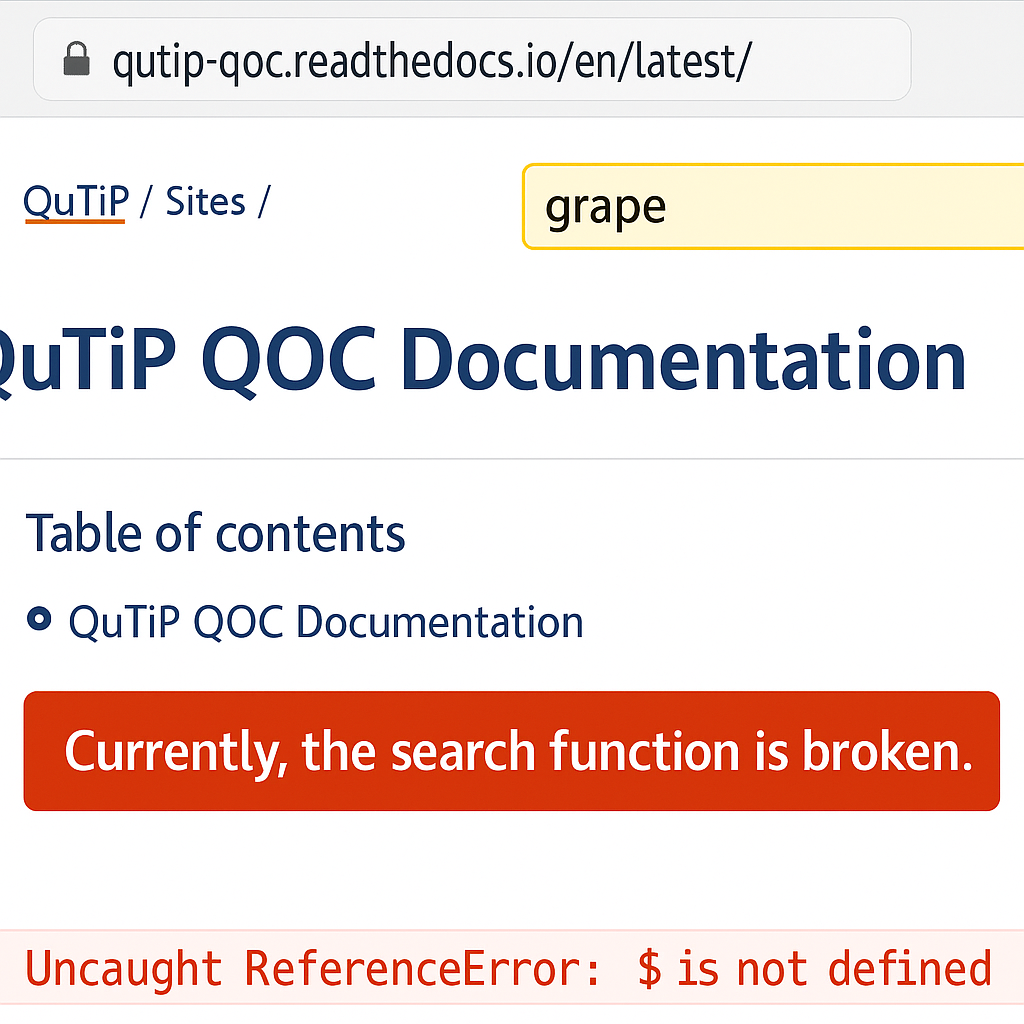 qutip-qoc.readthedocs.io/en/latest/
QuTiP / Sites /
grape
QuTiP QOC Documentation
Table of contents
QuTiP QOC Documentation
Currently, the search function is broken.
Uncaught ReferenceError: $ is not defined